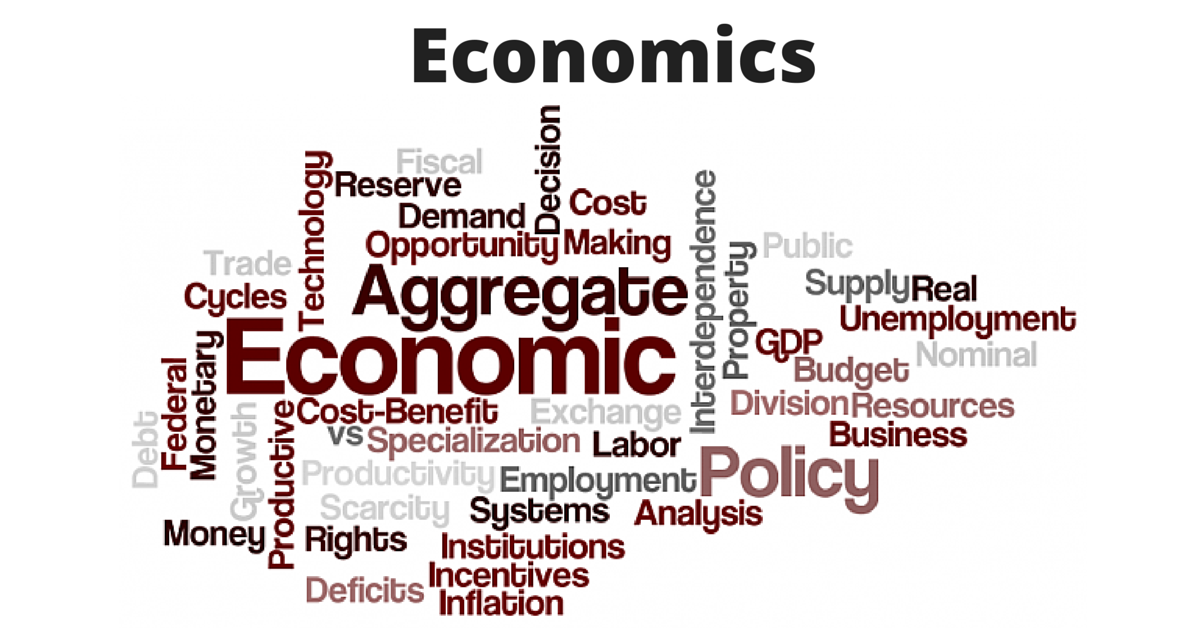 Economics
Decision
Fiscal
Technology
Reserve
Cost
Demand
Interdependence
Opportunity
Making
Public
Property
Trade
Aggregate
Supply
Real
Cycles
Unemployment
Economic
GDP
Nominal
Monetary
Federal
Budget
Division
Resources
Growth
Productive
Cost-Benefit
Exchange
Debt
vs
Specialization
Labor
Business
Policy
Productivity
Employment
Scarcity
Systems
Analysis
Money
Rights
Institutions
Incentives
Deficits
Inflation